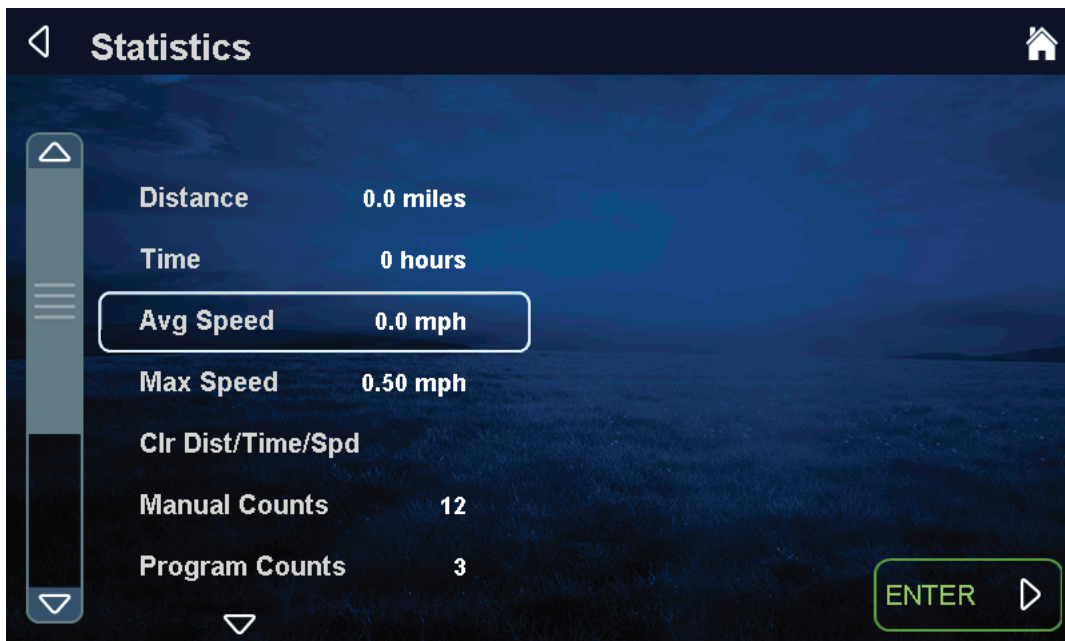 Statistics
Distance 0.0 miles
Time 0 hours
Avg Speed 0.0 mph
Max Speed 0.50 mph
Clr Dist/Time/Spd
Manual Counts 12
Program Counts 3
ENTER